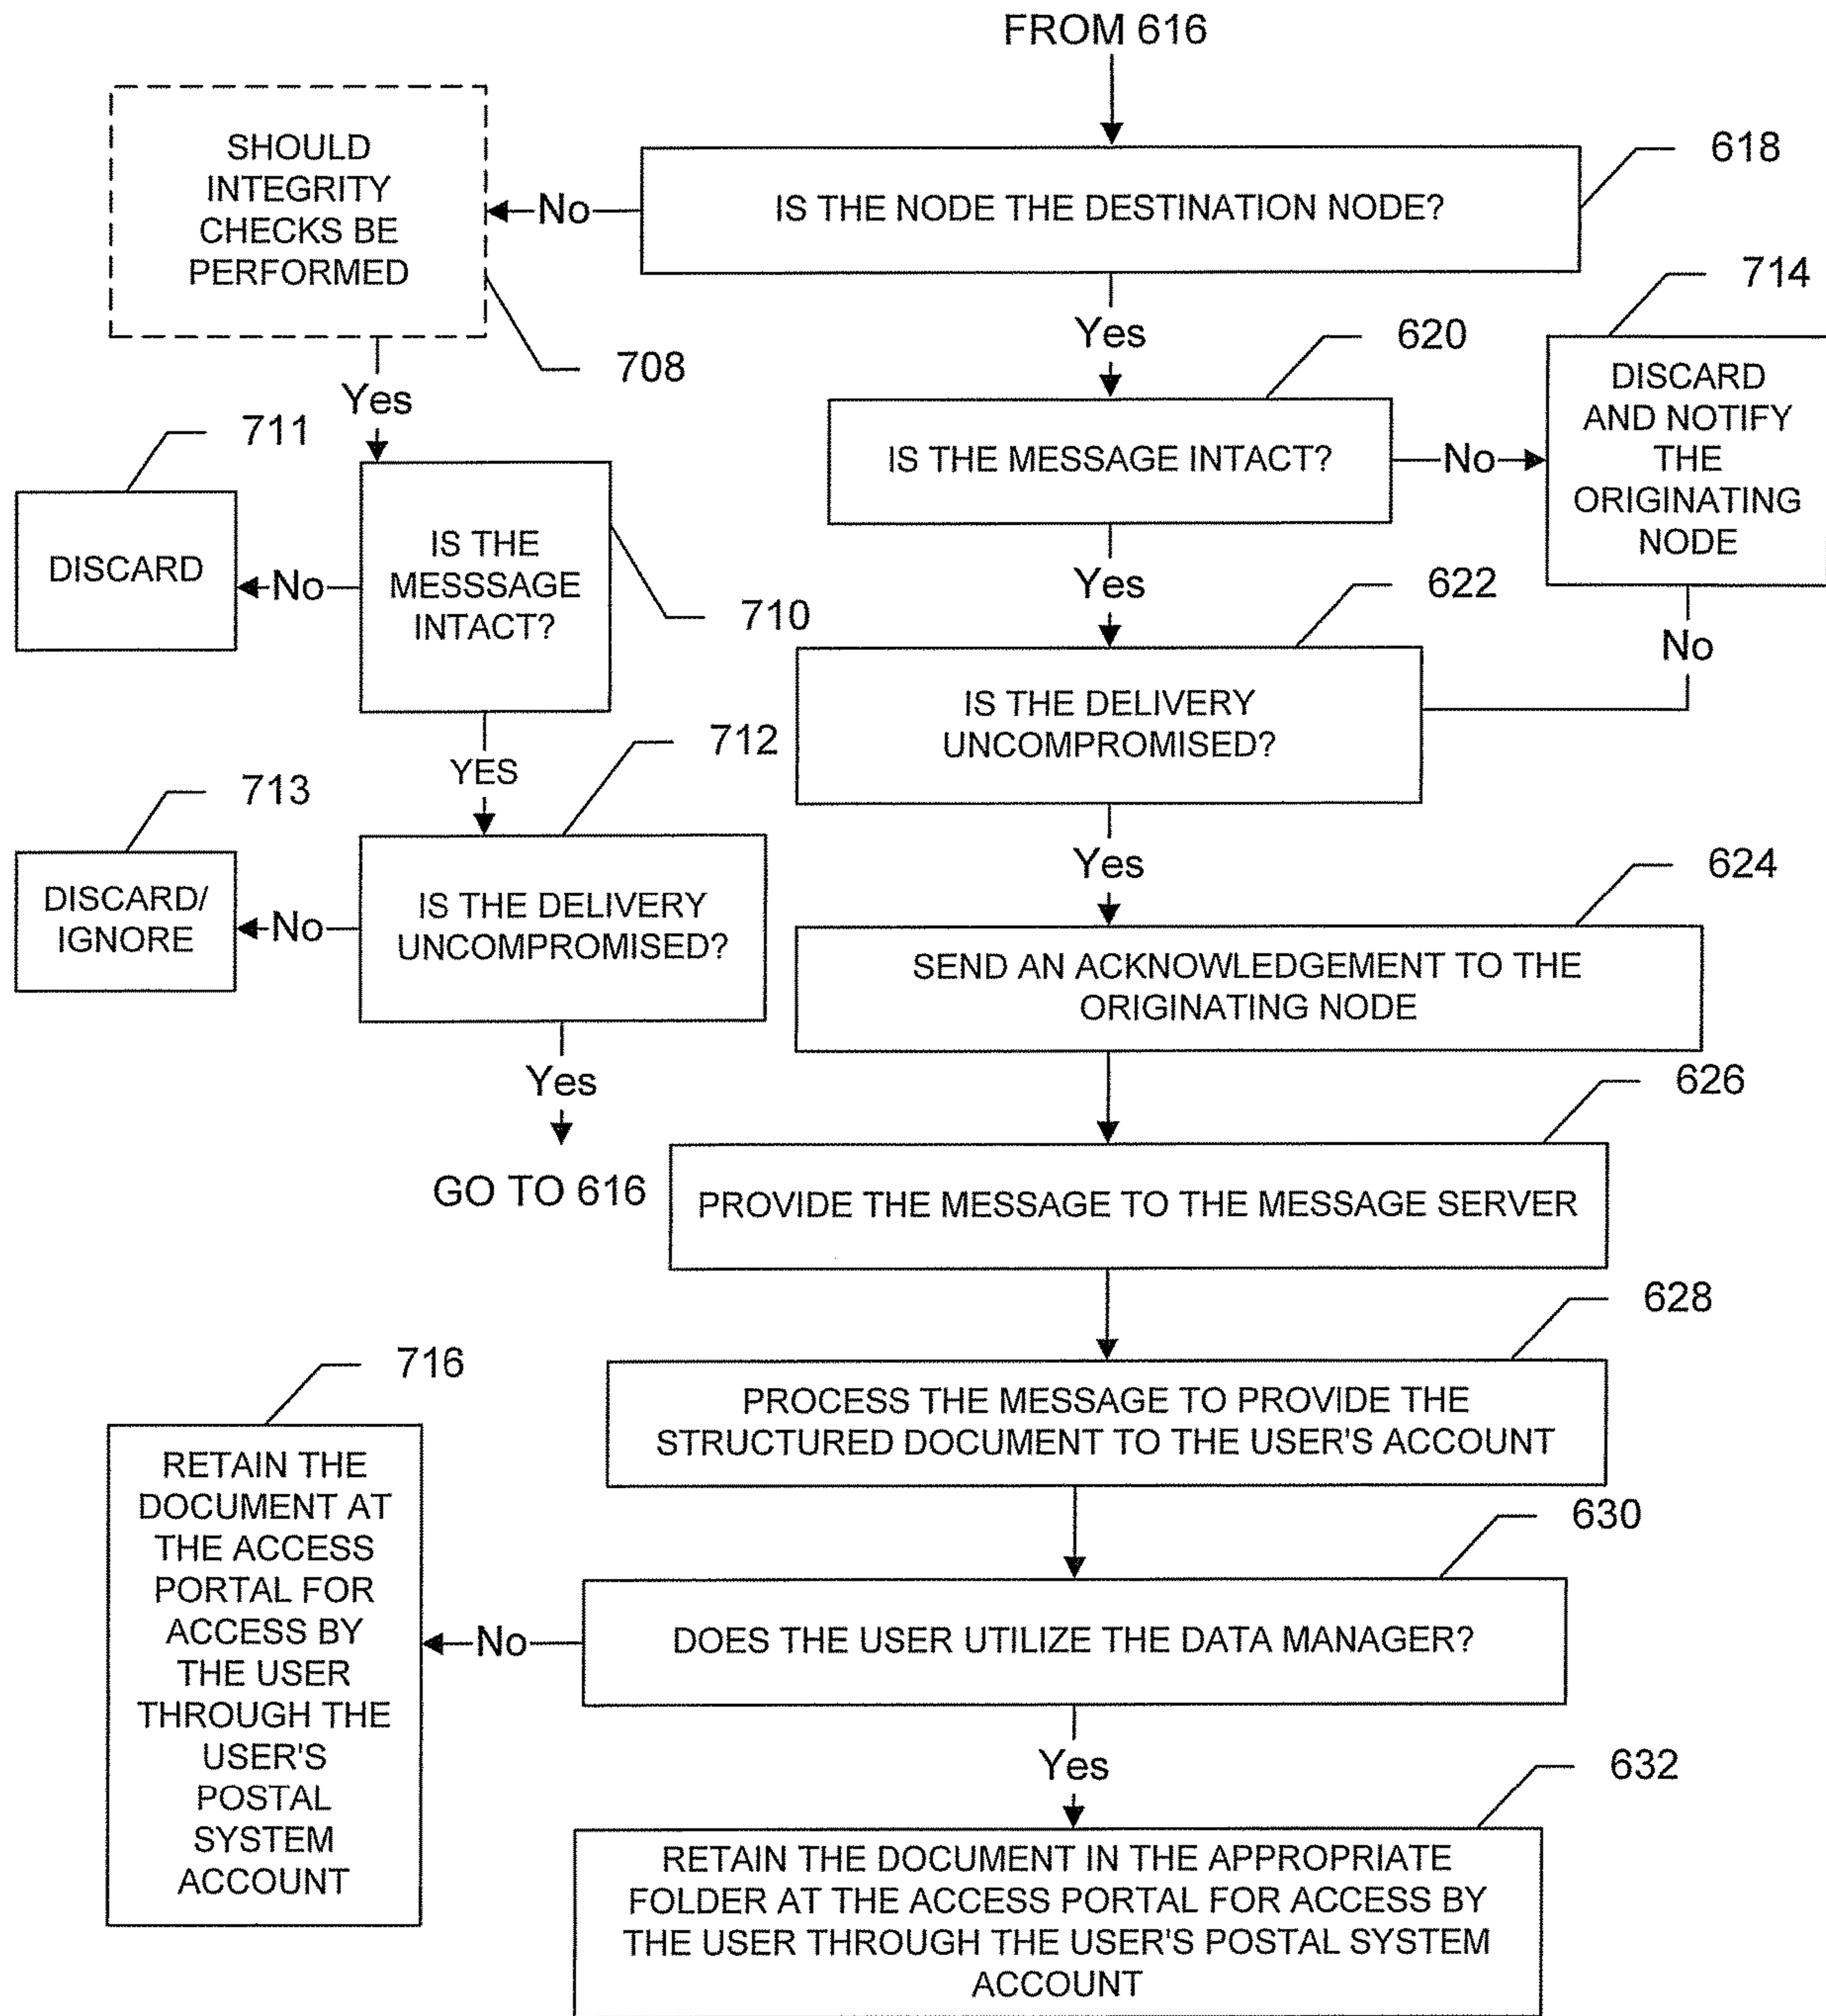 FROM 616
SHOULD
INTEGRITY
CHECKS BE
PERFORMED
708
No
IS THE NODE THE DESTINATION NODE?
618
Yes
714
DISCARD
AND NOTIFY
THE
ORIGINATING
NODE
620
IS THE MESSAGE INTACT?
No
Yes
711
DISCARD
No
IS THE
MESSSAGE
INTACT?
710
Yes
622
No
IS THE DELIVERY
UNCOMPROMISED?
YES
712
713
DISCARD/
IGNORE
No
IS THE DELIVERY
UNCOMPROMISED?
Yes
GO TO 616
Yes
624
SEND AN ACKNOWLEDGEMENT TO THE
ORIGINATING NODE
626
PROVIDE THE MESSAGE TO THE MESSAGE SERVER
628
PROCESS THE MESSAGE TO PROVIDE THE
STRUCTURED DOCUMENT TO THE USER'S ACCOUNT
630
DOES THE USER UTILIZE THE DATA MANAGER?
No
716
RETAIN THE
DOCUMENT AT
THE ACCESS
PORTAL FOR
ACCESS BY
THE USER
THROUGH THE
USER'S
POSTAL
SYSTEM
ACCOUNT
Yes
632
RETAIN THE DOCUMENT IN THE APPROPRIATE
FOLDER AT THE ACCESS PORTAL FOR ACCESS BY
THE USER THROUGH THE USER'S POSTAL SYSTEM
ACCOUNT